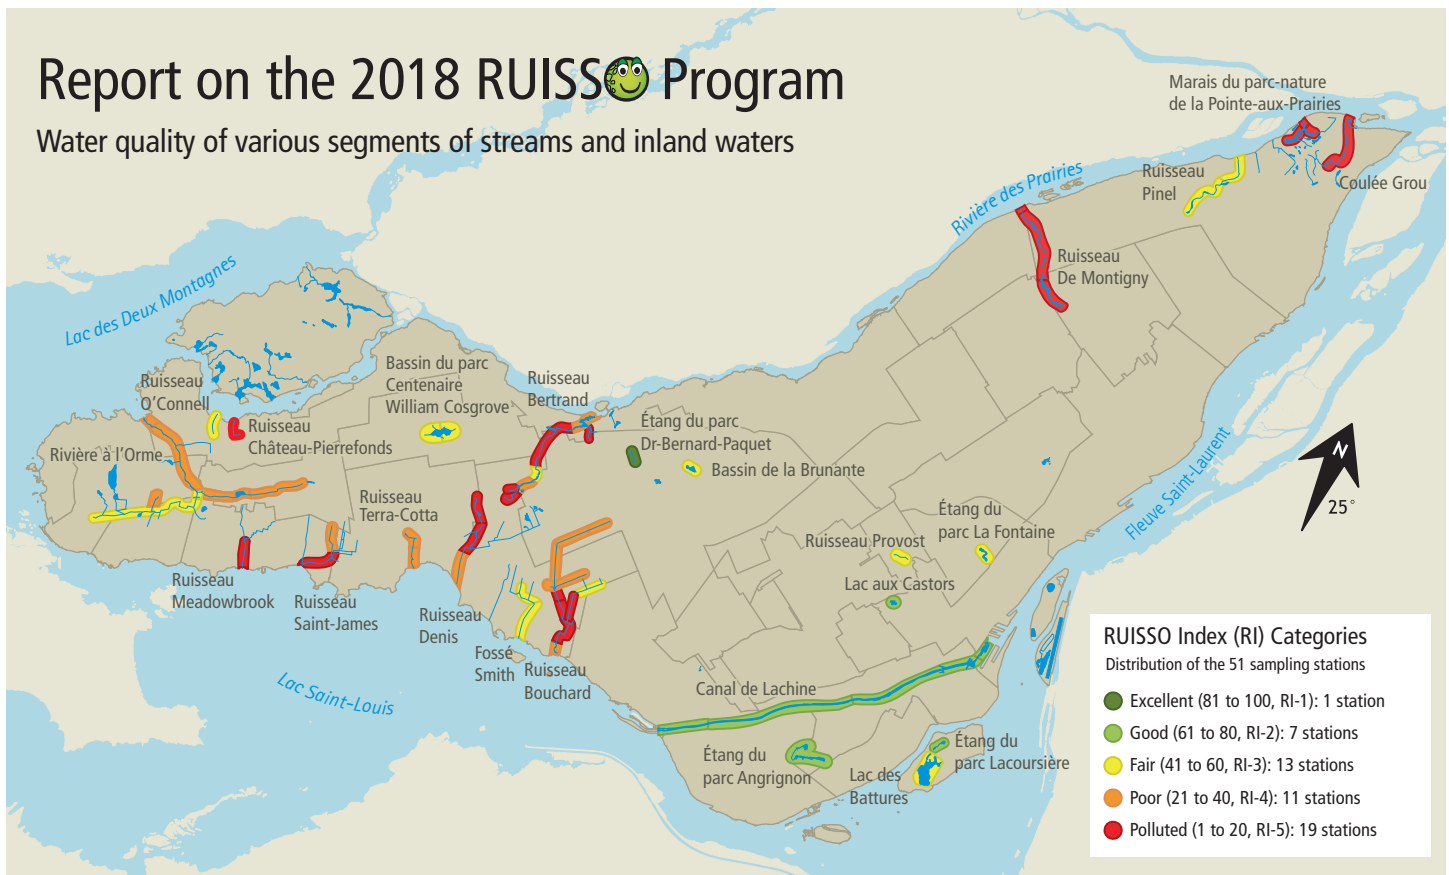 Report on the 2018 RUISSO Program
Water quality of various segments of streams and inland waters
Marais du parc-nature
de la Pointe-aux-Prairies
Coulée Grou
Ruisseau
Pinel
Rivière des Prairies
Ruisseau
De Montigny
Lac des Deux Montagnes
Ruisseau
O'Connell
Ruisseau
Château-Pierrefonds
Rivière à l'Orme
Bassin du parc
Centenaire
William Cosgrove
Ruisseau
Bertrand
Étang du parc
Dr-Bernard-Paquet
Bassin de la Brunante
Ruisseau
Terra-Cotta
Étang du
parc La Fontaine
Ruisseau Provost
Lac aux Castors
Fleuve Saint-Laurent
N
25°
Ruisseau
Meadowbrook
Ruisseau
Saint-James
Ruisseau
Denis
Fossé
Smith
Ruisseau
Bouchard
Lac Saint-Louis
Canal de Lachine
Étang du
parc Angrignon
Lac des
Battures
Étang du
parc Lacoursière
RUISSO Index (RI) Categories
Distribution of the 51 sampling stations
Excellent (81 to 100, RI-1): 1 station
Good (61 to 80, RI-2): 7 stations
Fair (41 to 60, RI-3): 13 stations
Poor (21 to 40, RI-4): 11 stations
Polluted (1 to 20, RI-5): 19 stations